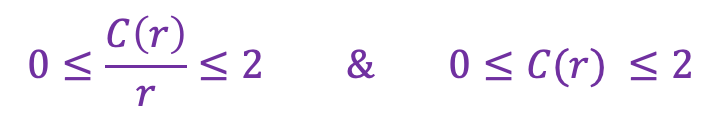 0 ≤ C(r)/r ≤ 2 & 0 ≤ C(r) ≤ 2